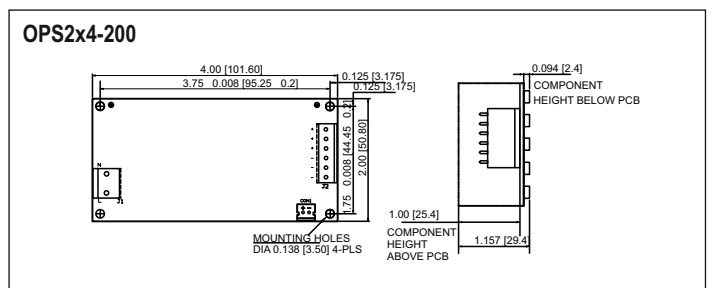 OPS2x4-200
4.00 [101.60]
3.75 0.008 [95.25 0.2]
0.125 [3.175]
0.125 [3.175]
1.75 0.008 [44.45 0.2]
2.00 [50.80]
N
L
J1
+
+
+
-
-
-
J2
CON1
+ -
MOUNTING HOLES
DIA 0.138 [3.50] 4-PLS
0.094 [2.4]
COMPONENT
HEIGHT BELOW PCB
1.00 [25.4]
COMPONENT
HEIGHT
ABOVE PCB
1.157 [29.4]